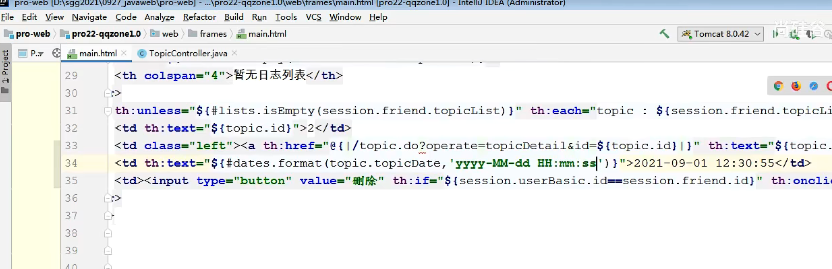 pro-web [D:\sgg2021\0927_javaweb\pro-web] - ...\pro22-qqzone1.0\web\frames\main.html [pro22-qqzone1.0] - IntelliJ IDEA (Administrator)
File Edit View Navigate Code Analyze Refactor Build Run Tools VCS Window Help
pro-web pro22-qqzone1.0 web frames main.html Tomcat 8.0.42
main.html TopicController.java
1: Project
29 <th colspan="4">暂无日志列表</th>
30 >
31 th:unless="${#lists.isEmpty(session.friend.topicList)}" th:each="topic : ${session.friend.topicLi
32 <td th:text="${topic.id}">2</td>
33 <td class="left"><a th:href="@{|/topic.do?operate=topicDetail&id=${topic.id}|}" th:text="${topic.
34 <td th:text="${#dates.format(topic.topicDate,'yyyy-MM-dd HH:mm:ss')}">2021-09-01 12:30:55</td>
35 <td><input type="button" value="删除" th:if="${session.userBasic.id==session.friend.id}" th:onclic
36 >
37
38
39
40